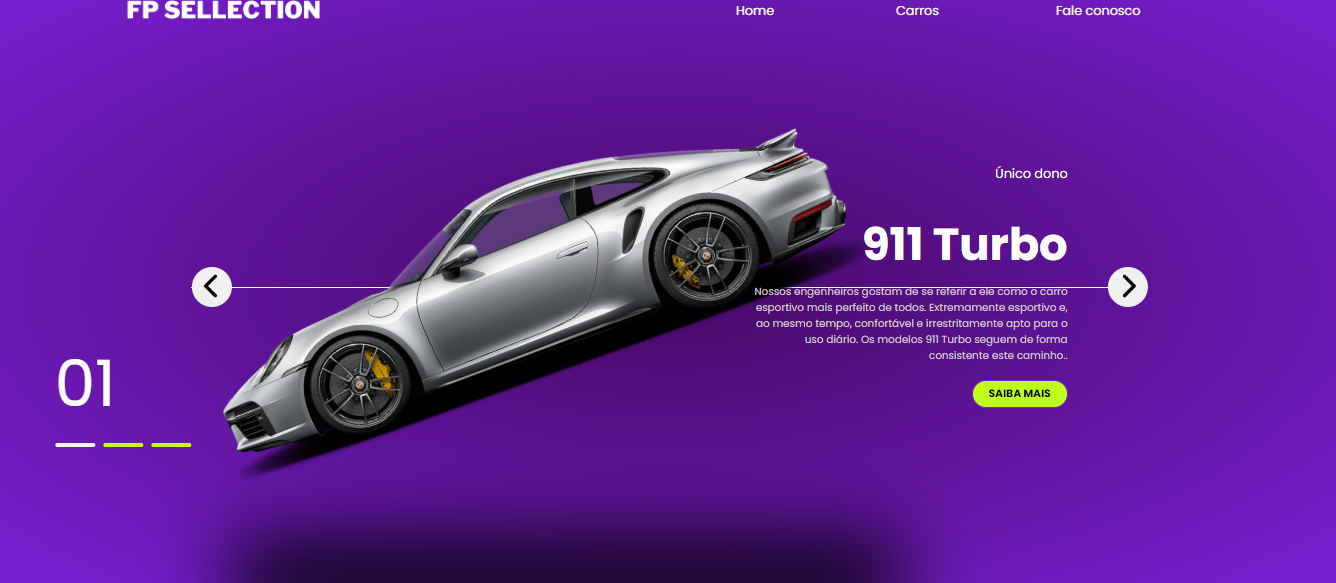 FP SELLECTION
Home
Carros
Fale conosco
Único dono
911 Turbo
Nossos engenheiros gostam de se referir a ele como o carro
esportivo mais perfeito de todos. Extremamente esportivo e,
ao mesmo tempo, confortável e irrestritamente apto para o
uso diário. Os modelos 911 Turbo seguem de forma
consistente este caminho..
SAIBA MAIS
01